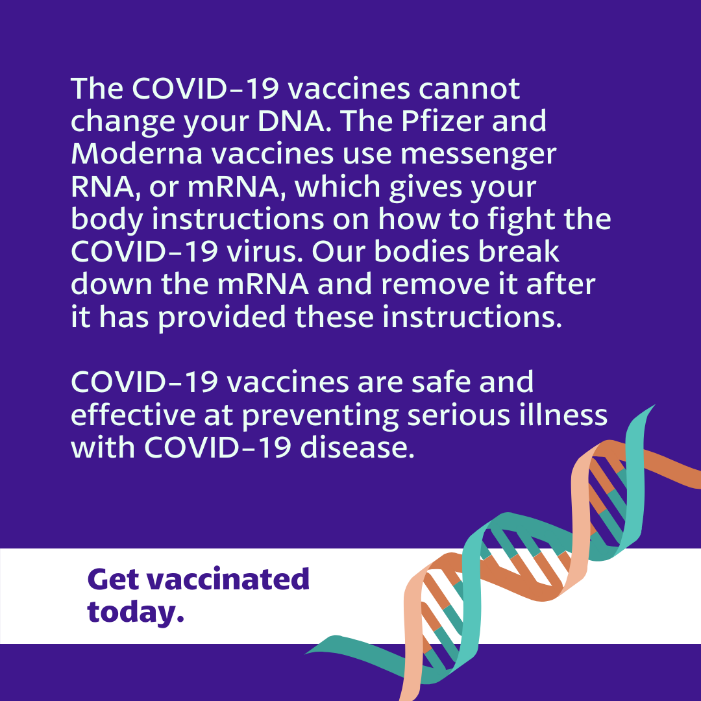 The COVID-19 vaccines cannot
change your DNA. The Pfizer and
Moderna vaccines use messenger
RNA, or mRNA, which gives your
body instructions on how to fight the
COVID-19 virus. Our bodies break
down the mRNA and remove it after
it has provided these instructions.
COVID-19 vaccines are safe and
effective at preventing serious illness
with COVID-19 disease.
Get vaccinated
today.